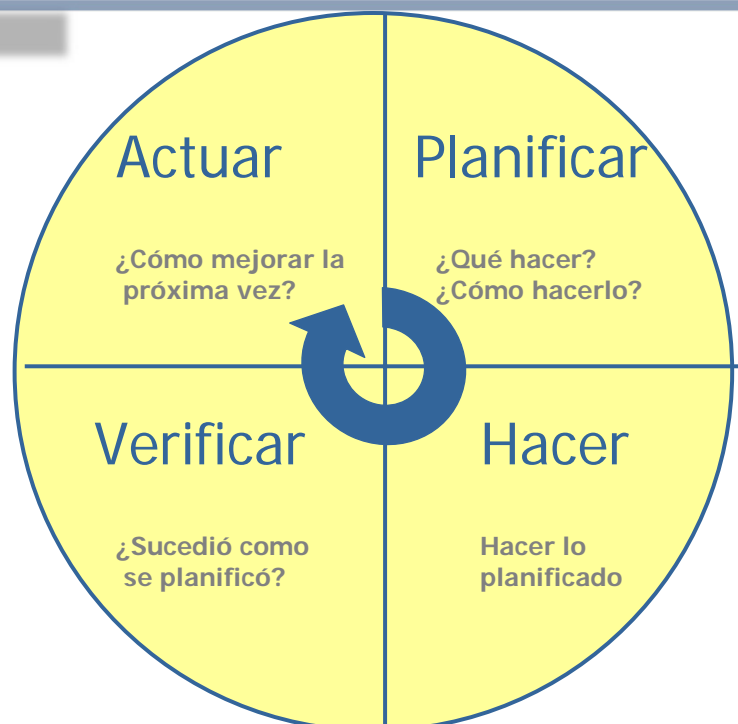 Actuar
¿Cómo mejorar la
próxima vez?
Planificar
¿Qué hacer?
¿Cómo hacerlo?
Verificar
¿Sucedió como
se planificó?
Hacer
Hacer lo
planificado